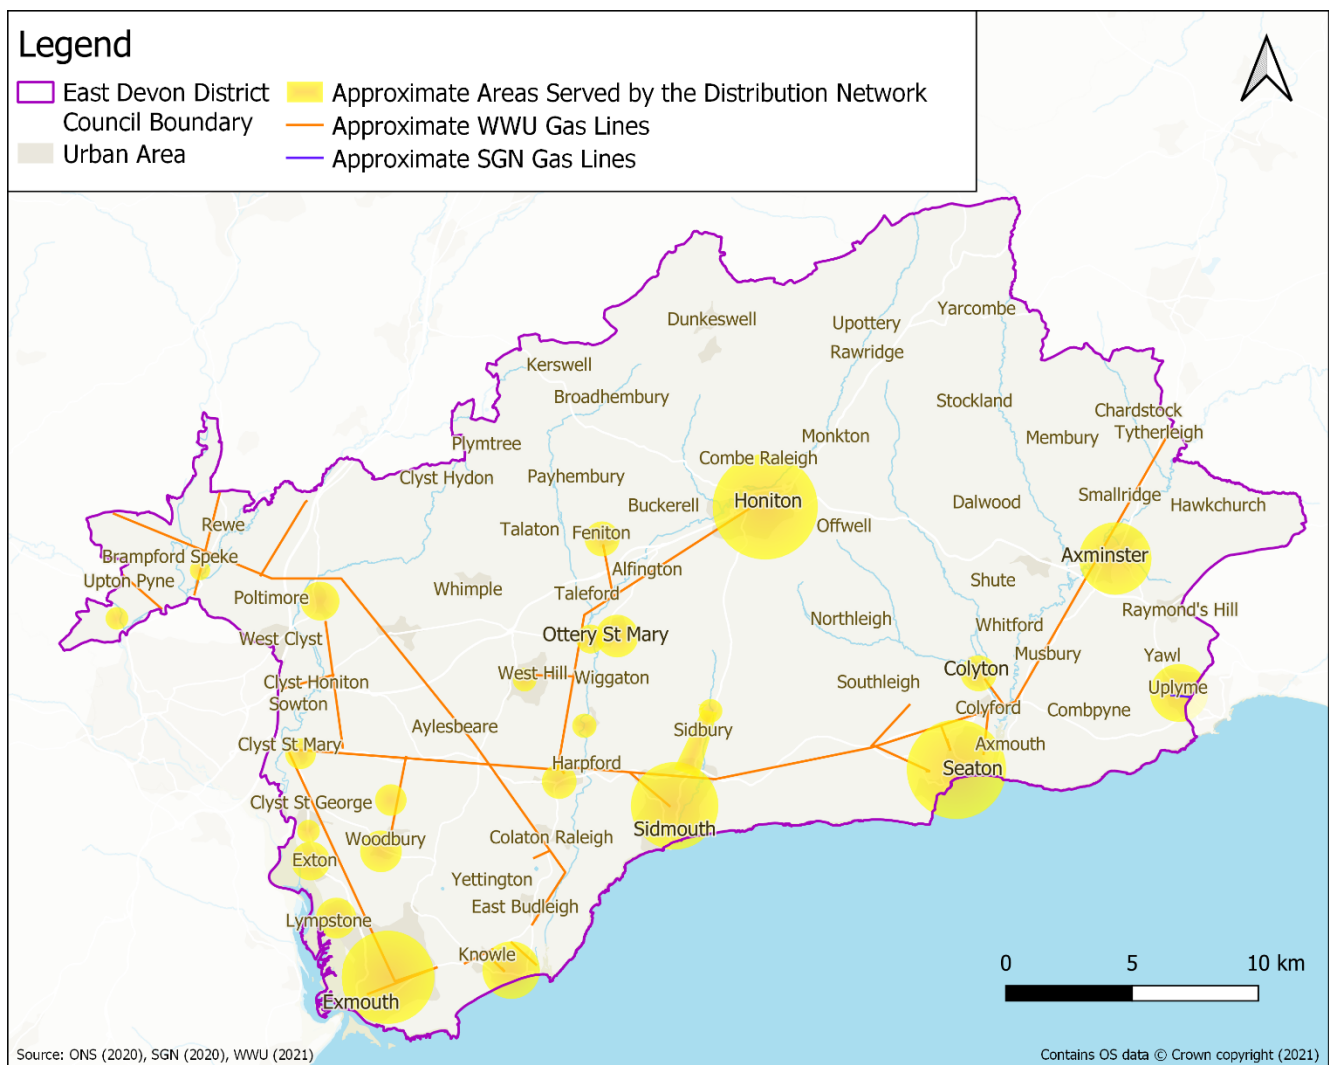 Legend
East Devon District
Council Boundary
Urban Area
Approximate Areas Served by the Distribution Network
Approximate WWU Gas Lines
Approximate SGN Gas Lines
Yarcombe
Dunkeswell
Upottery
Rawridge
Kerswell
Broadhembury
Stockland
Chardstock
Tytherleigh
Plymtree
Monkton
Membury
Combe Raleigh
Clyst Hydon
Payhembury
Honiton
Buckerell
Dalwood
Smallridge
Hawkchurch
Rewe
Talaton
Feniton
Offwell
Brampford Speke
Axminster
Upton Pyne
Alfington
Shute
Whimple
Taleford
Poltimore
Raymond's Hill
Northleigh
Whitford
West Clyst
Ottery St Mary
Musbury
Yawl
Colyton
West Hill
Wiggaton
Clyst Honiton
Southleigh
Uplyme
Sowton
Colyford
Combpyne
Aylesbeare
Sidbury
Clyst St Mary
Axmouth
Harpford
Seaton
Clyst St George
Sidmouth
Woodbury
Colaton Raleigh
Exton
Yettington
East Budleigh
Lympstone
Knowle
Exmouth
0 5 10 km
Source: ONS (2020), SGN (2020), WWU (2021)
Contains OS data © Crown copyright (2021)